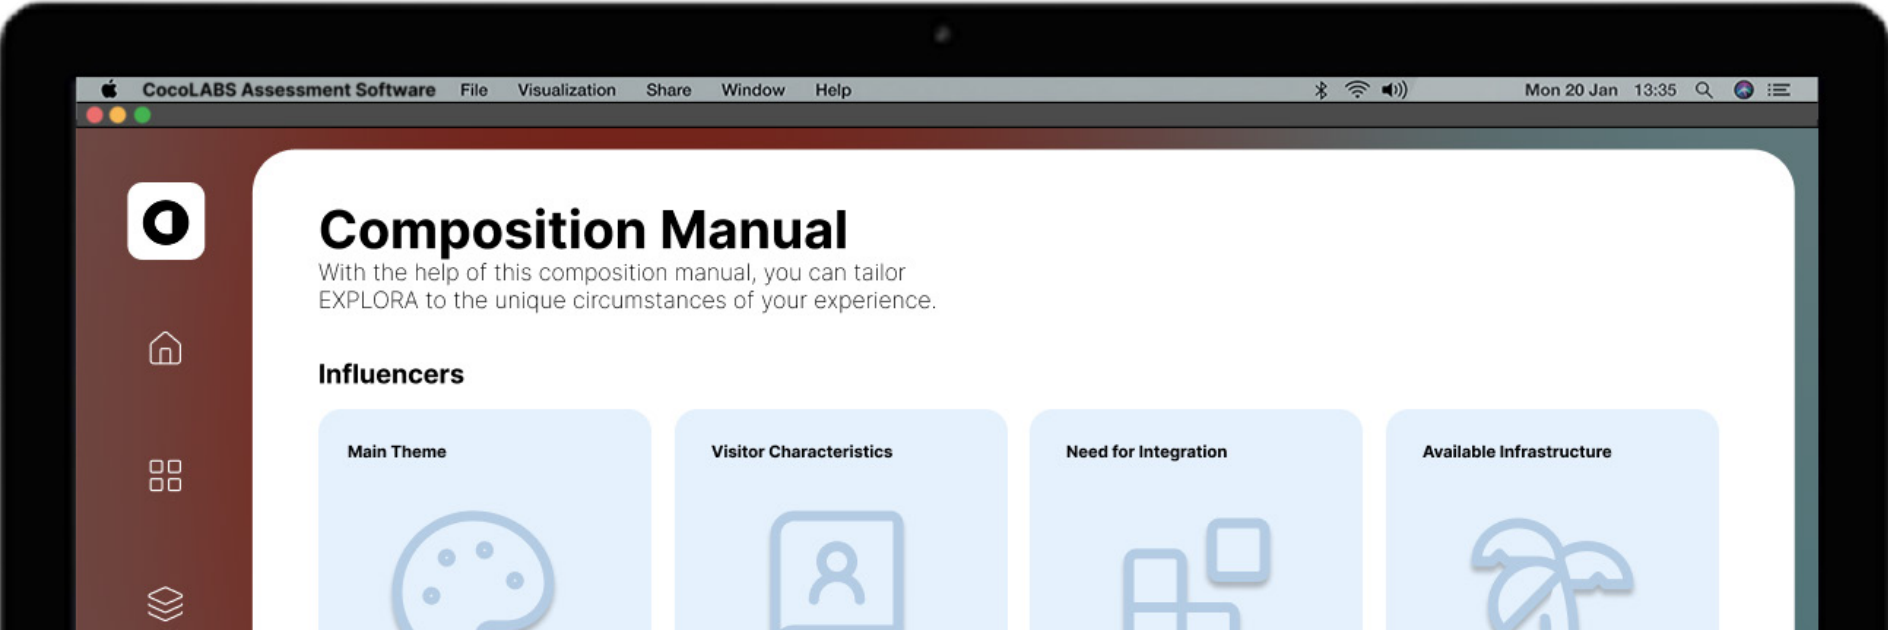 CocoLABS Assessment Software File Visualization Share Window Help Mon 20 Jan 13:35
Composition Manual
With the help of this composition manual, you can tailor
EXPLORA to the unique circumstances of your experience.
Influencers
Main Theme Visitor Characteristics Need for Integration Available Infrastructure